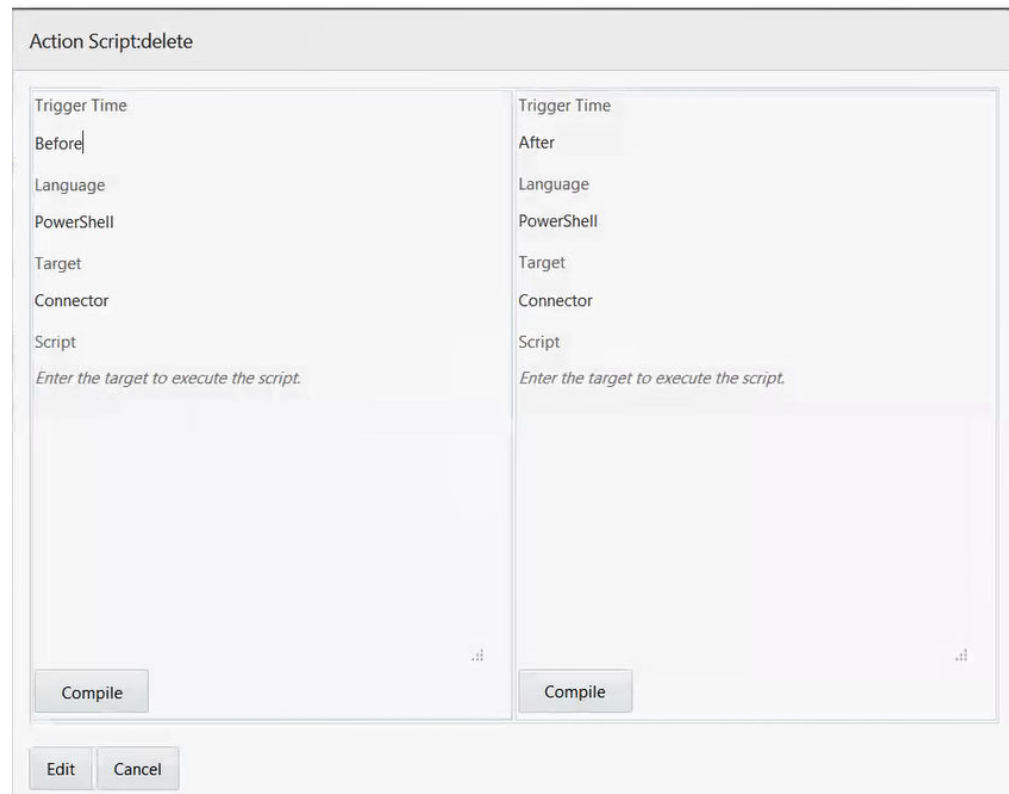 Action Script:delete
Trigger Time
Before
Language
PowerShell
Target
Connector
Script
Enter the target to execute the script.
Compile
Trigger Time
After
Language
PowerShell
Target
Connector
Script
Enter the target to execute the script.
Compile
Edit
Cancel